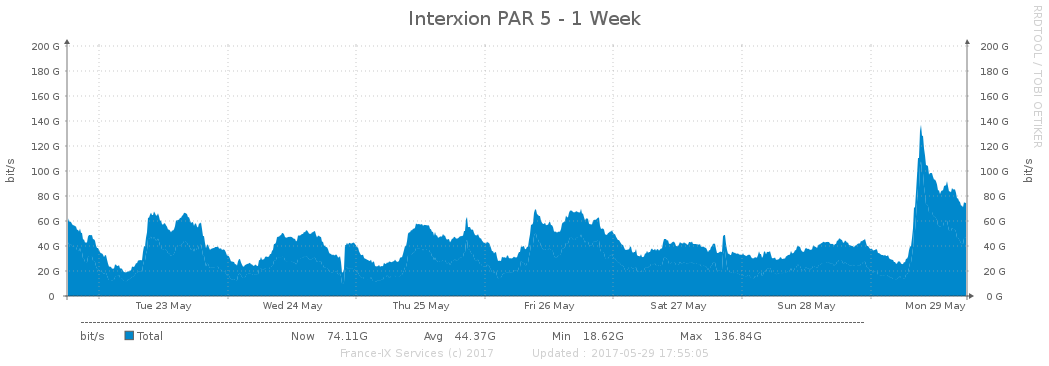 Interxion PAR 5 - 1 Week
RRDTOOL / TOBI OETIKER
200 G 200 G
180 G 180 G
160 G 160 G
140 G 140 G
120 G 120 G
100 G 100 G
80 G 80 G
60 G 60 G
40 G 40 G
20 G 20 G
0 0 G
bit/s bit/s
Tue 23 May Wed 24 May Thu 25 May Fri 26 May Sat 27 May Sun 28 May Mon 29 May
bit/s Total Now 74.11G Avg 44.37G Min 18.62G Max 136.84G
France-IX Services (c) 2017 Updated : 2017-05-29 17:55:05